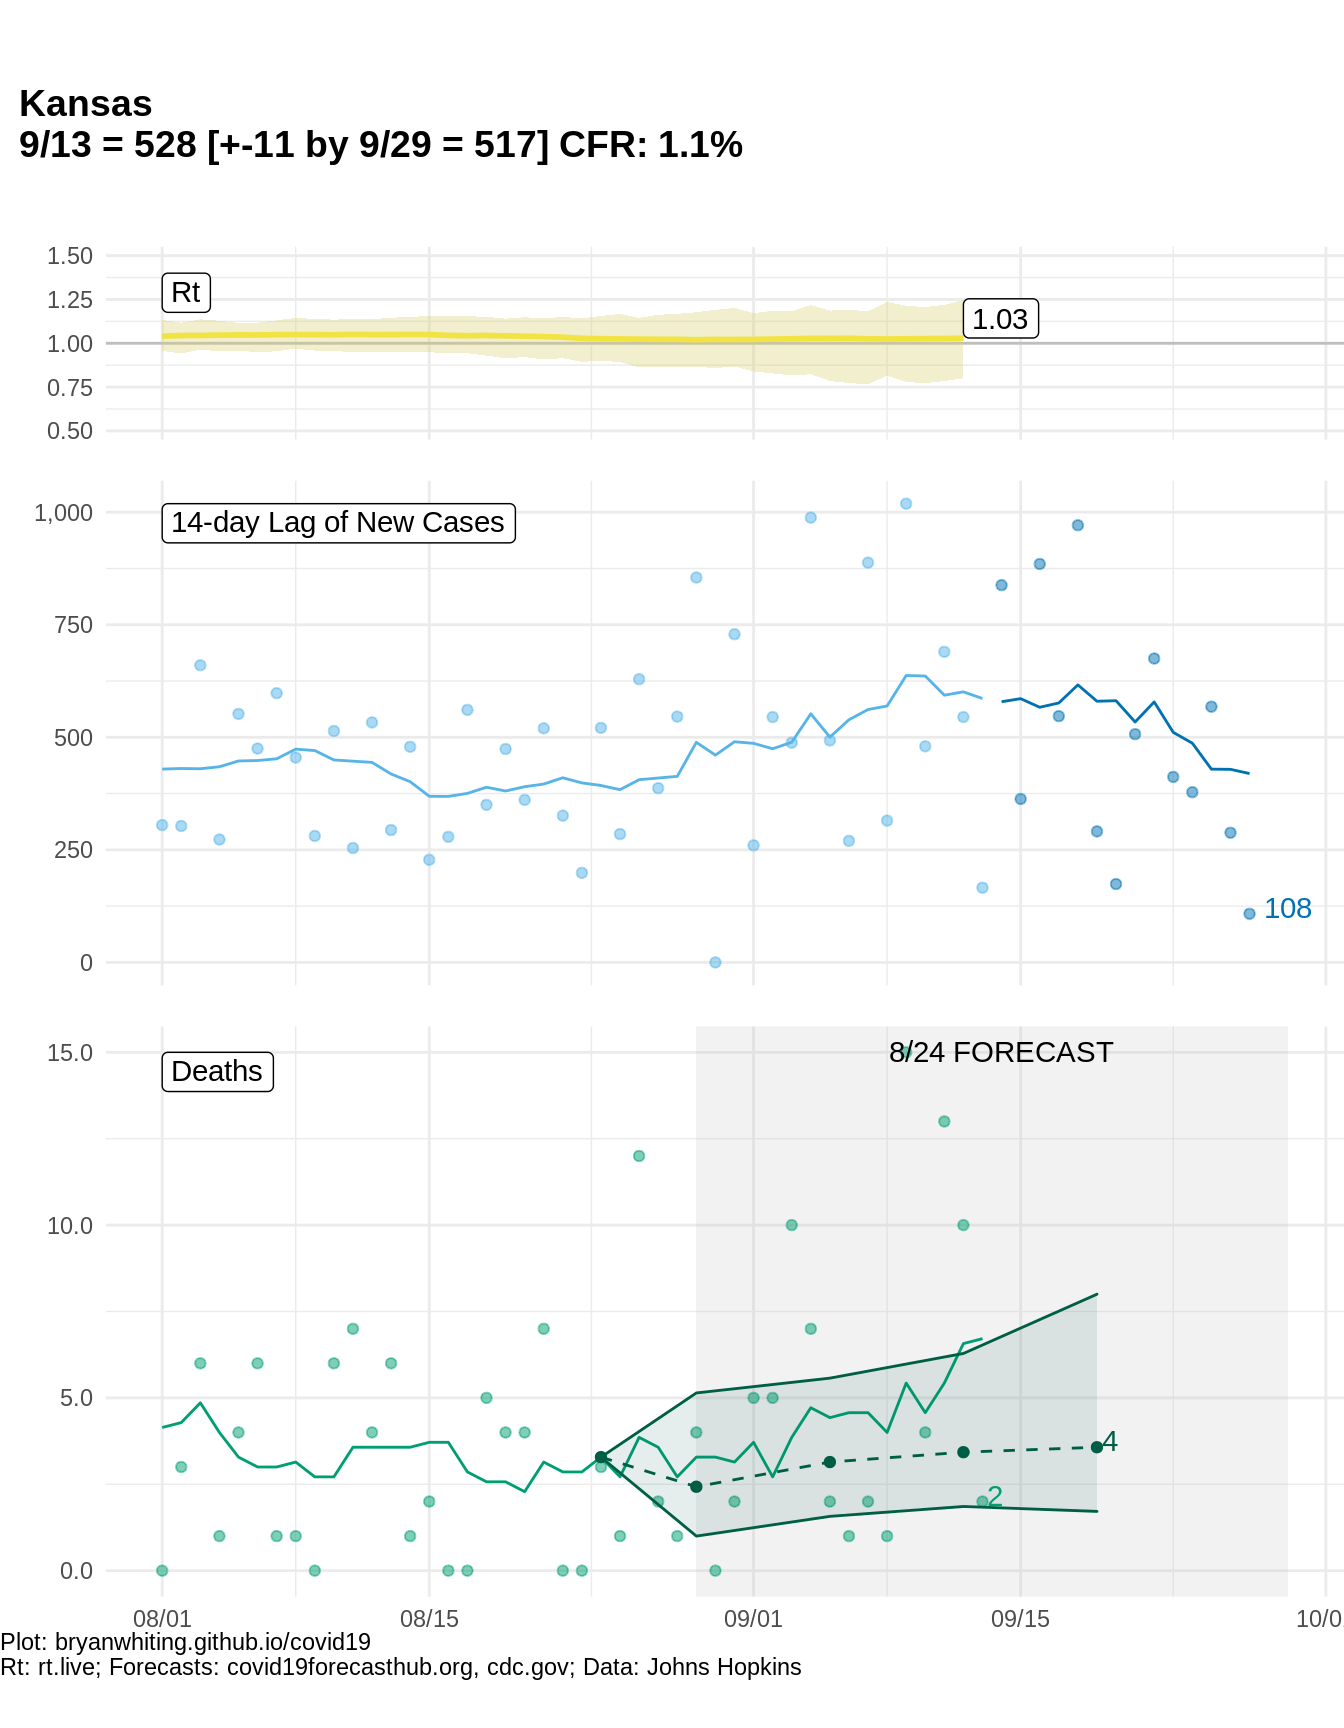 Kansas
9/13 = 528 [+-11 by 9/29 = 517] CFR: 1.1%
1.50
Rt
1.25
1.03
1.00
0.75
0.50
1,000
14-day Lag of New Cases
750
500
250
108
0
15.0
8/24 FORECAST
Deaths
10.0
5.0
4
2
0.0
08/01 08/15 09/01 09/15 10/0
Plot: bryanwhiting.github.io/covid19
Rt: rt.live; Forecasts: covid19forecasthub.org, cdc.gov; Data: Johns Hopkins